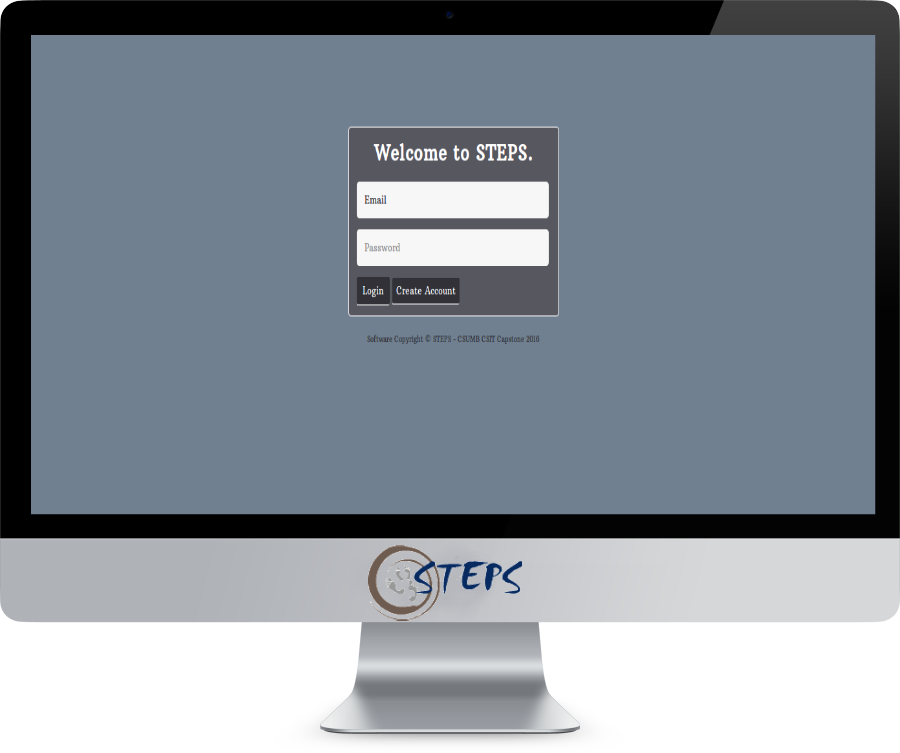 Welcome to STEPS.
Email
Password
Login Create Account
Software Copyright © STEPS - CSUMB CSIT Capstone 2016
STEPS